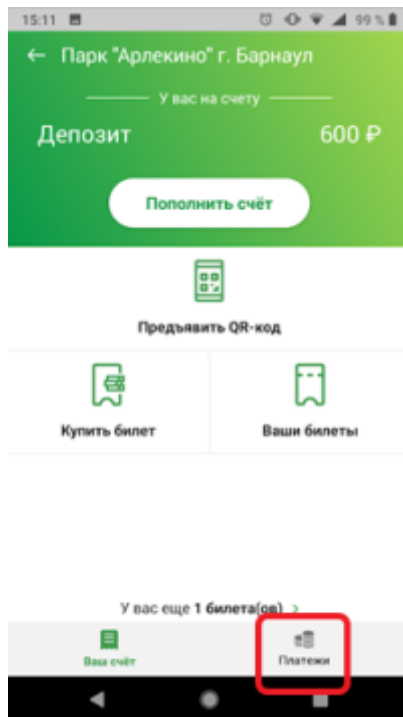 15:11 99 %
← Парк "Арлекино" г. Барнаул
У вас на счету
Депозит 600 ₽
Пополнить счёт
Предъявить QR-код
Купить билет Ваши билеты
У вас еще 1 билета(ов) >
Ваш счёт Платежи